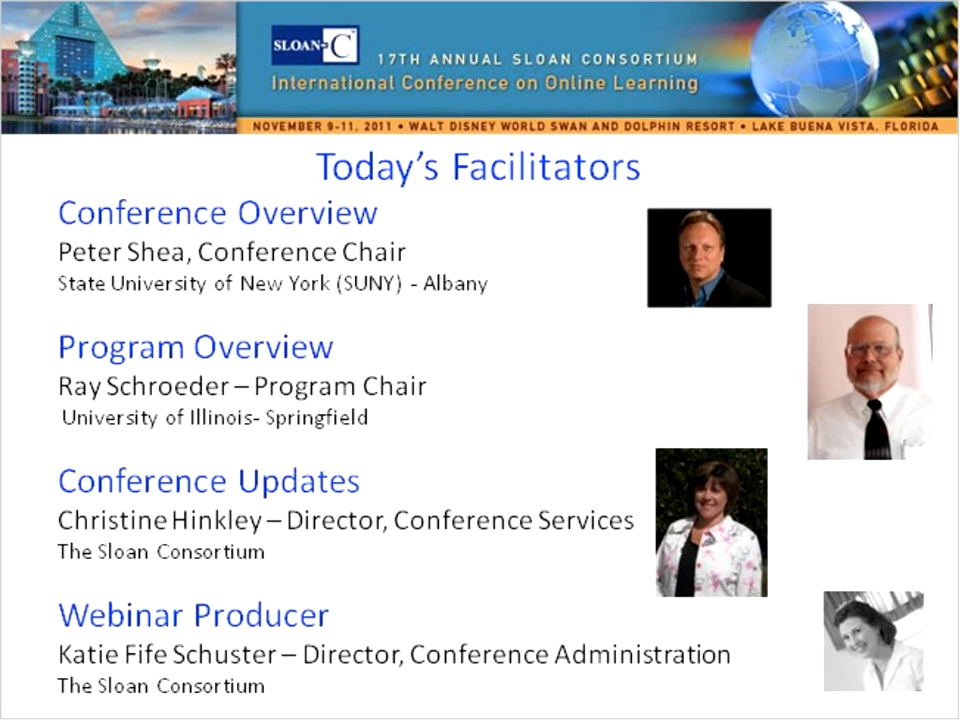 SLOAN-C
17TH ANNUAL SLOAN CONSORTIUM
International Conference on Online Learning
NOVEMBER 9-11, 2011 • WALT DISNEY WORLD SWAN AND DOLPHIN RESORT • LAKE BUENA VISTA, FLORIDA
Today's Facilitators
Conference Overview
Peter Shea, Conference Chair
State University of New York (SUNY) - Albany
Program Overview
Ray Schroeder – Program Chair
University of Illinois- Springfield
Conference Updates
Christine Hinkley – Director, Conference Services
The Sloan Consortium
Webinar Producer
Katie Fife Schuster – Director, Conference Administration
The Sloan Consortium